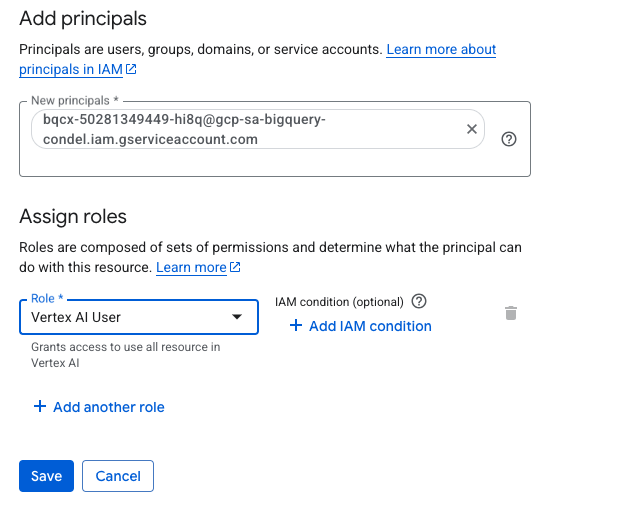 Add principals
Principals are users, groups, domains, or service accounts. Learn more about
principals in IAM
New principals *
bqcx-50281349449-hi8q@gcp-sa-bigquery-
condel.iam.gserviceaccount.com
Assign roles
Roles are composed of sets of permissions and determine what the principal can
do with this resource. Learn more
Role *
Vertex AI User
IAM condition (optional)
+ Add IAM condition
Grants access to use all resource in
Vertex AI
+ Add another role
Save
Cancel